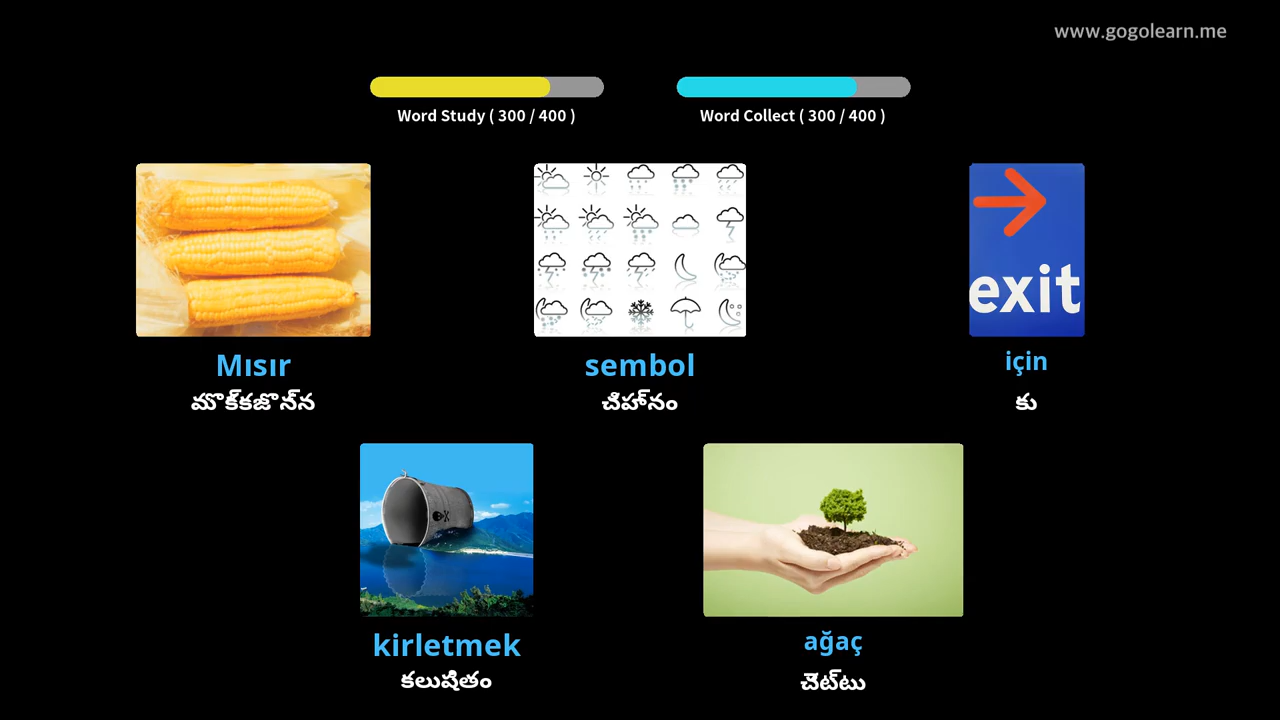 www.gogolearn.me
Word Study ( 300 / 400 )
Word Collect ( 300 / 400 )
exit
Mısır
sembol
için
మొక్కజొన్న
చిహ్నం
కు
kirletmek
ağaç
కలుషితం
చెట్టు